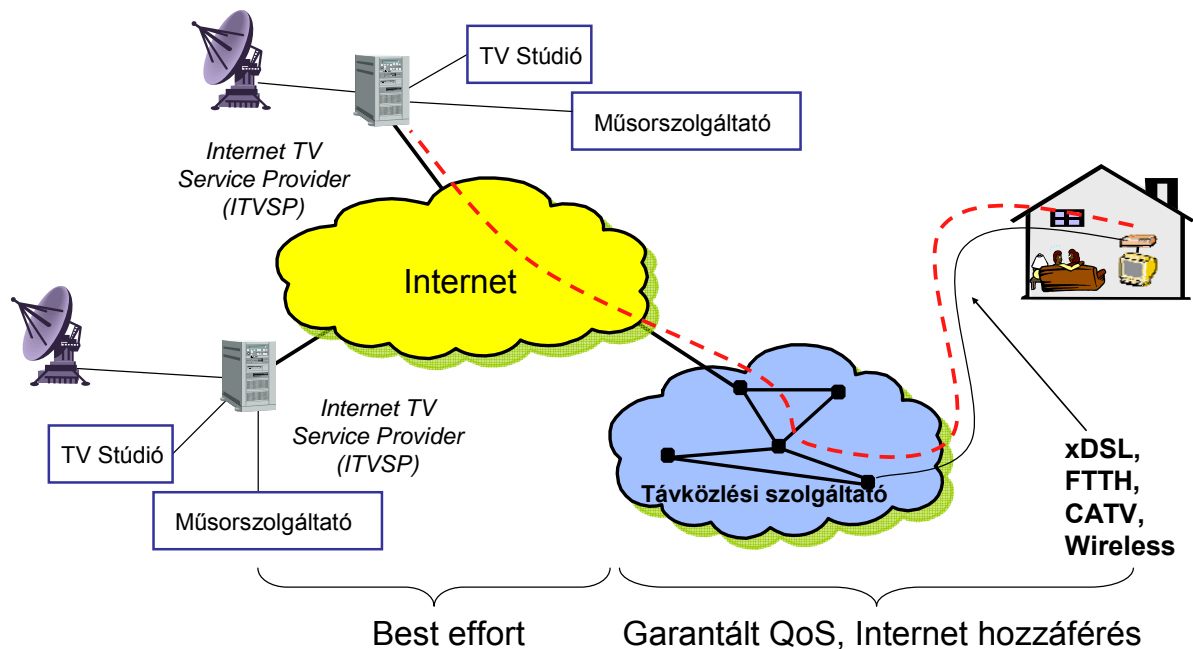 TV Stúdió
Műsorszolgáltató
Internet TV
Service Provider
(ITVSP)
Internet
Internet TV
Service Provider
(ITVSP)
TV Stúdió
Műsorszolgáltató
Távközlési szolgáltató
xDSL,
FTTH,
CATV,
Wireless
Best effort
Garantált QoS, Internet hozzáférés